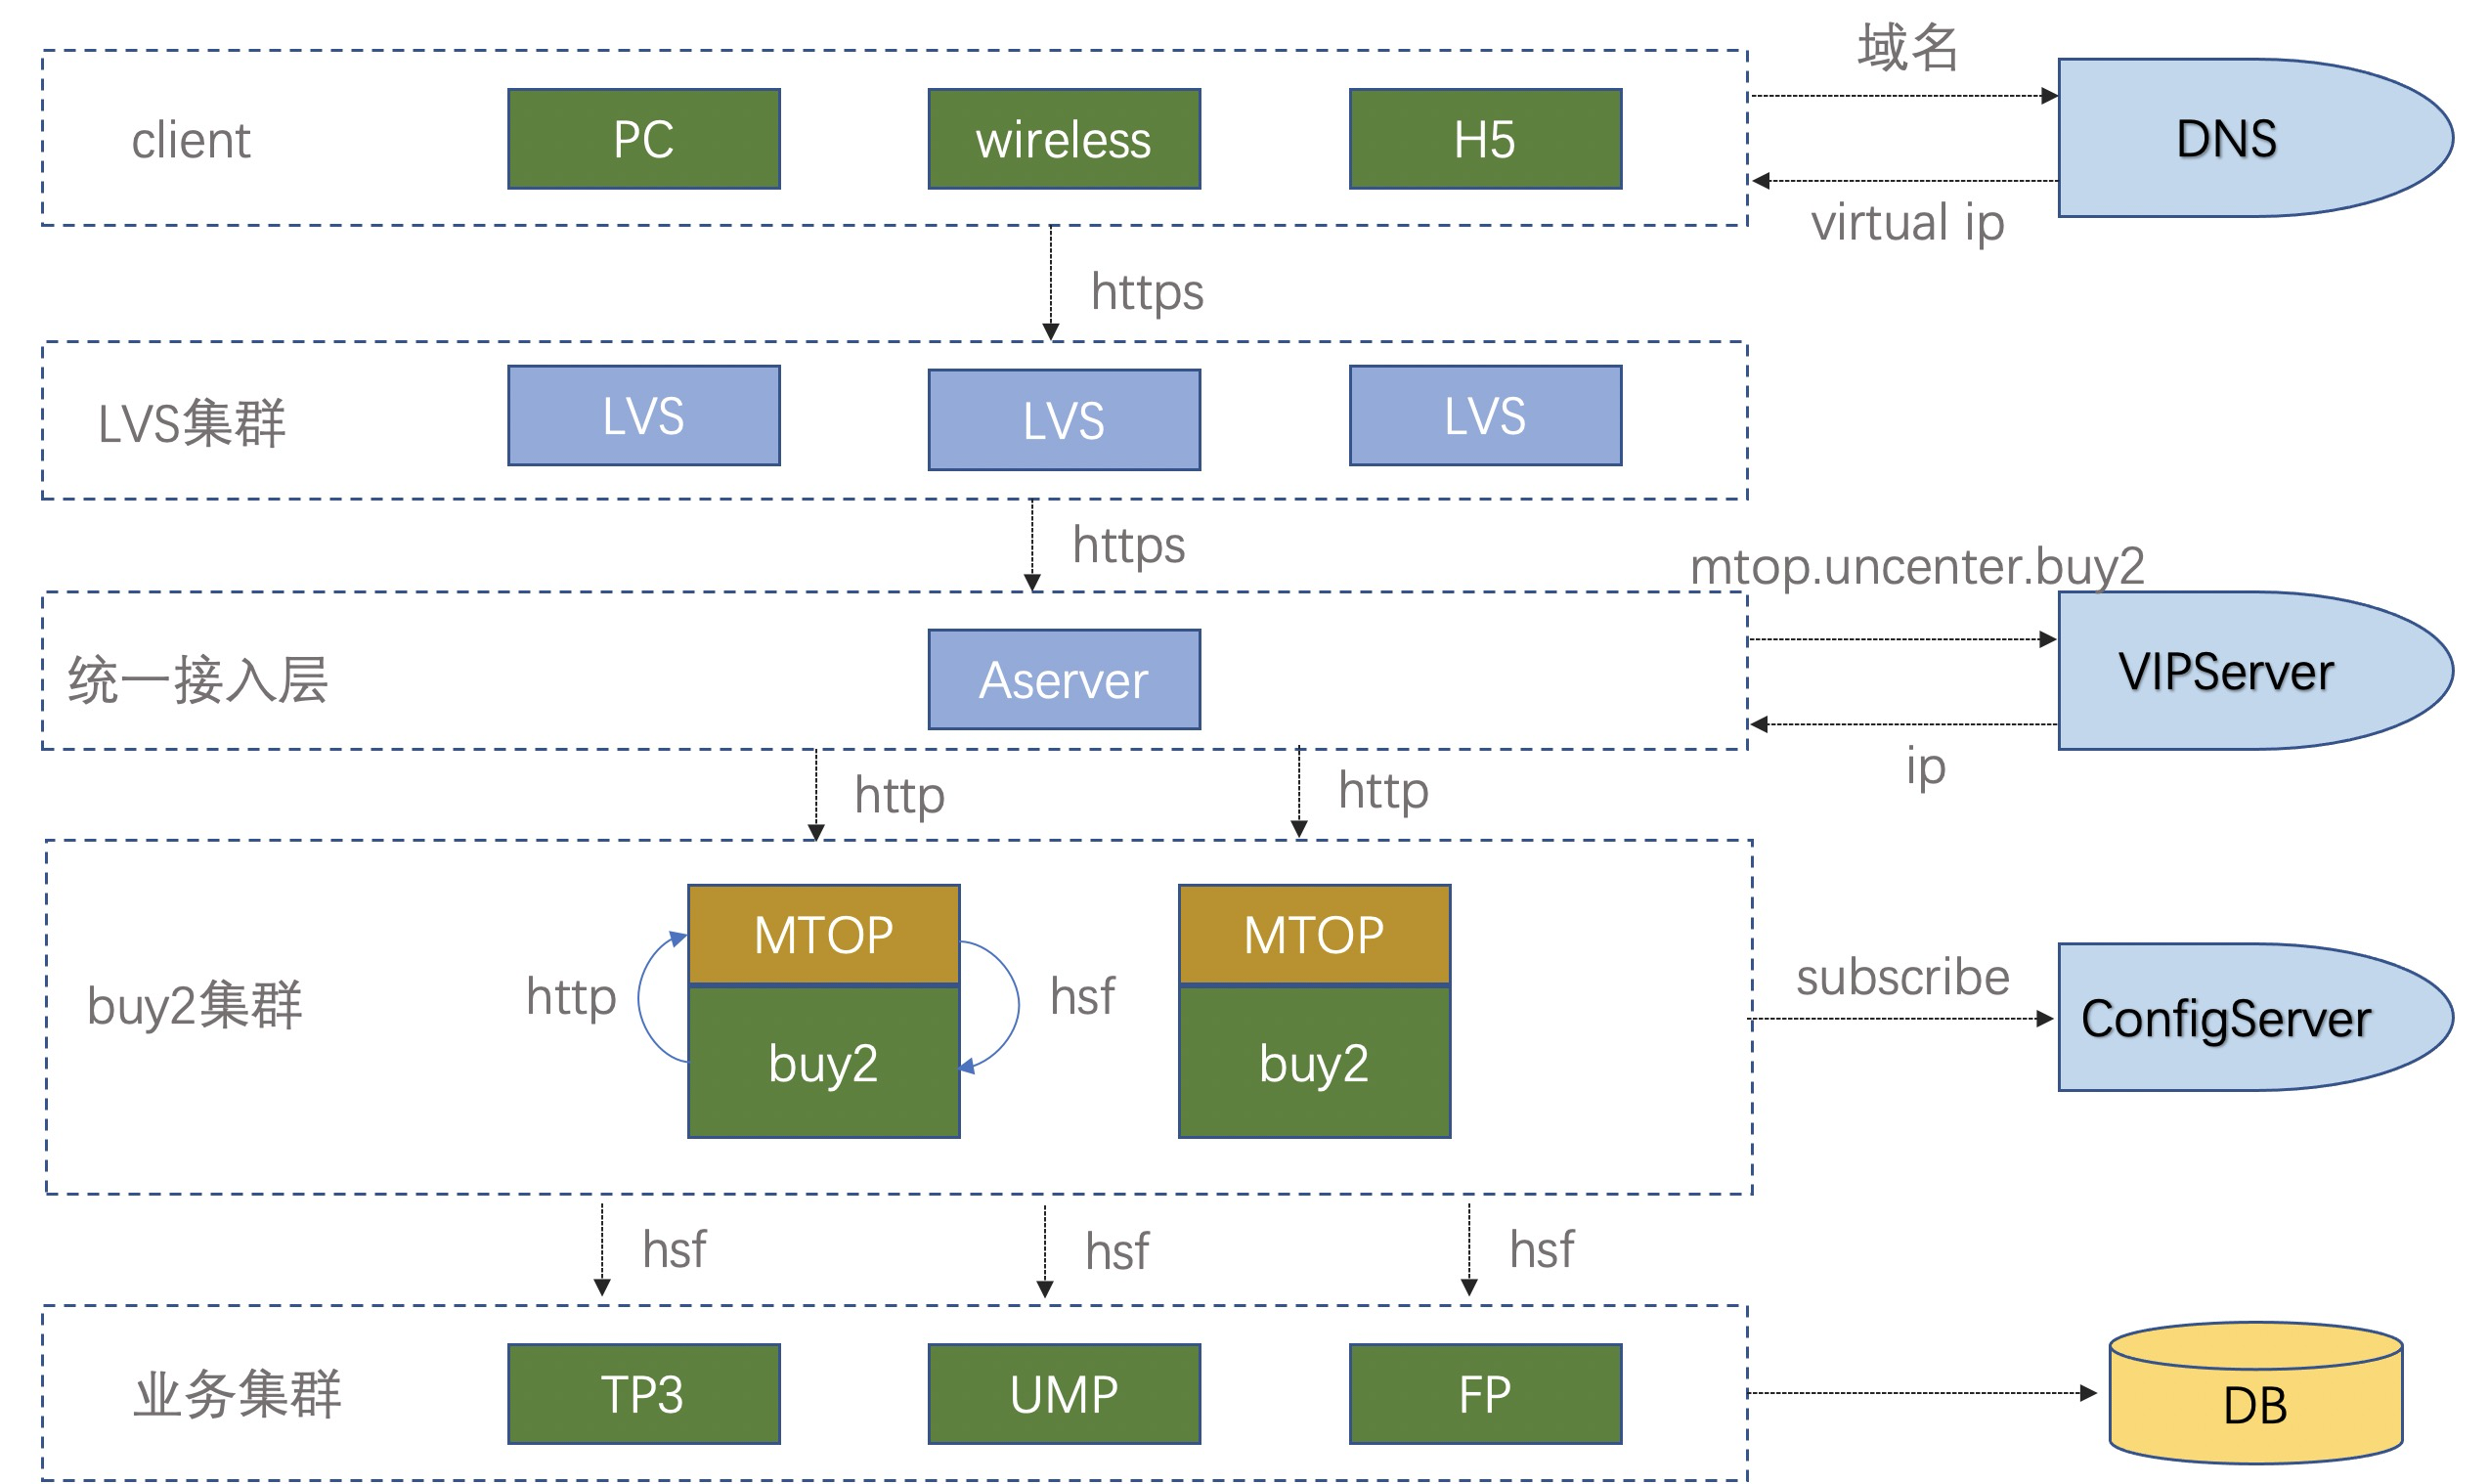 域名
client
PC
wireless
H5
DNS
virtual ip
https
LVS集群
LVS
LVS
LVS
https
mtop.uncenter.buy2
统一接入层
Aserver
VIPServer
ip
http
http
MTOP
MTOP
buy2集群
http
hsf
subscribe
ConfigServer
buy2
buy2
hsf
hsf
hsf
业务集群
TP3
UMP
FP
DB